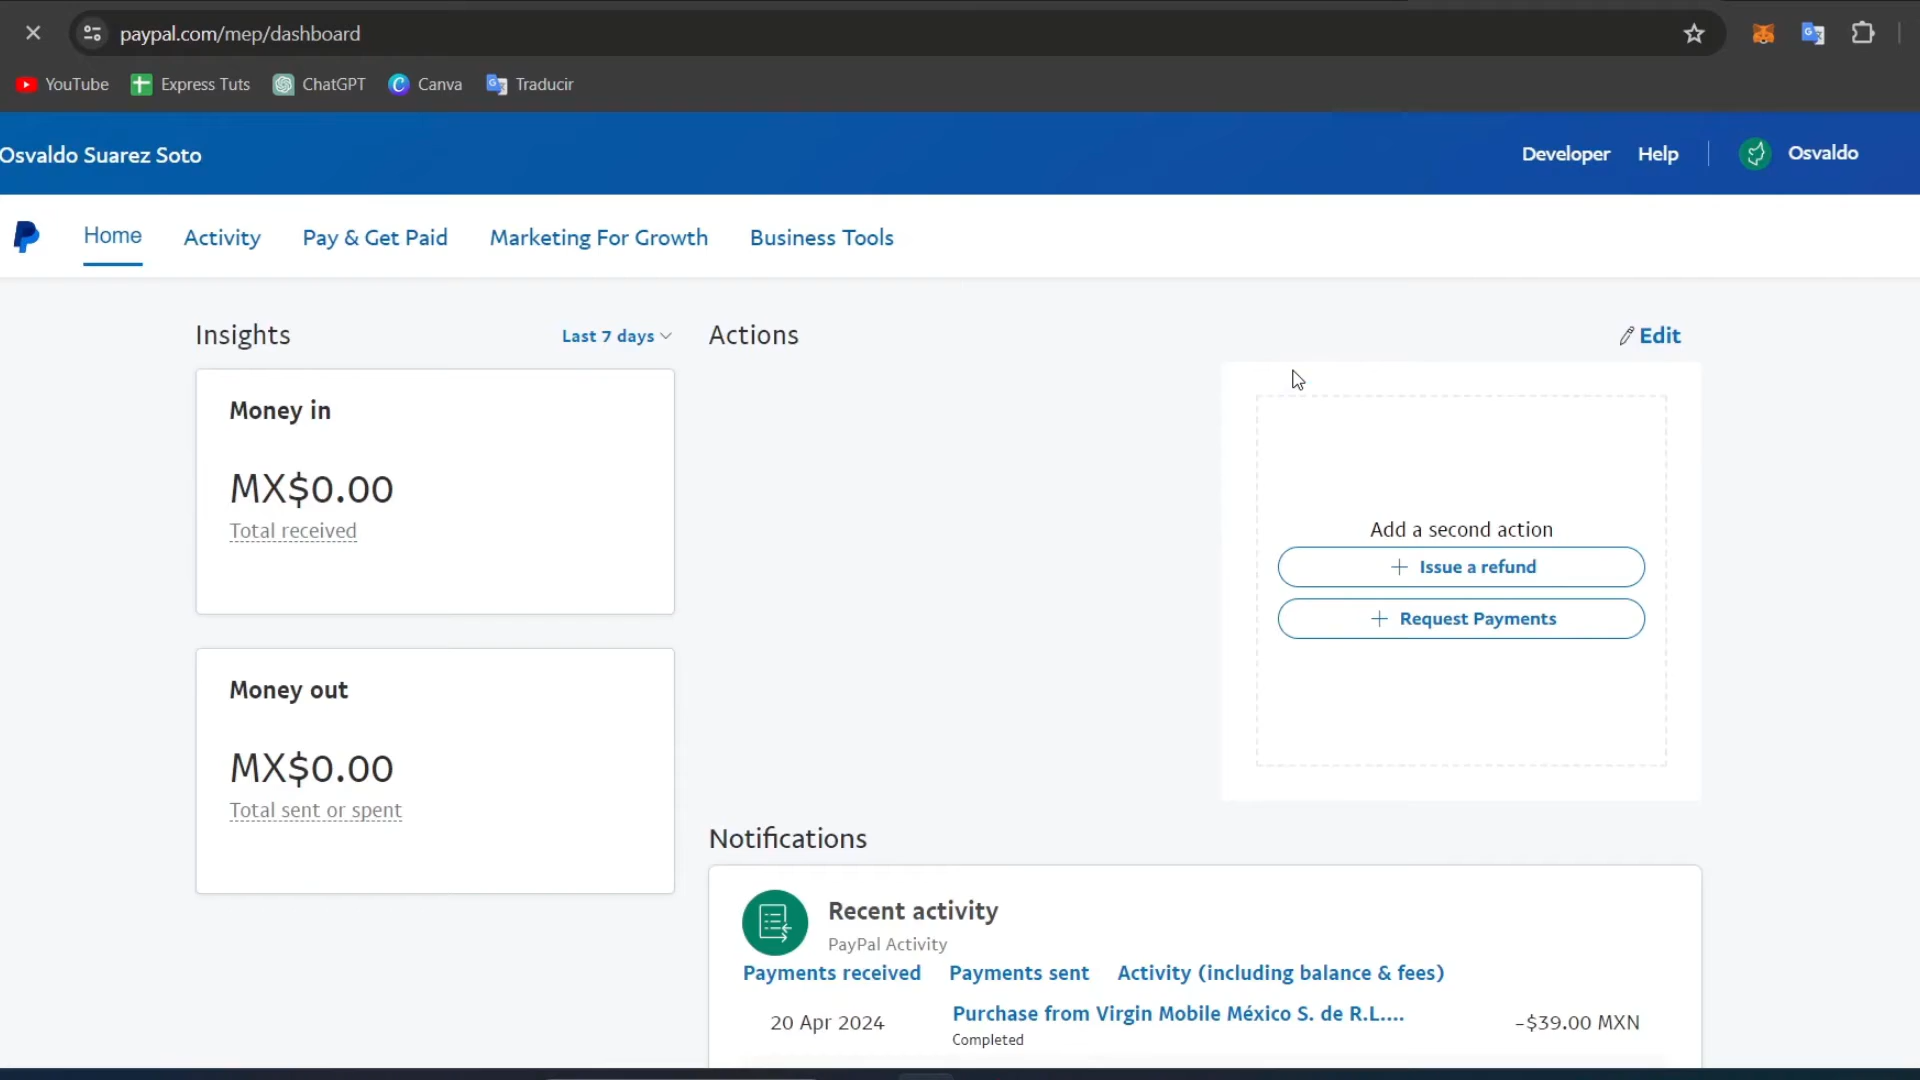 paypal.com/mep/dashboard
YouTube Express Tuts ChatGPT Canva Traducir
Osvaldo Suarez Soto Developer Help Osvaldo
Home Activity Pay & Get Paid Marketing For Growth Business Tools
Insights Last 7 days Actions Edit
Money in
MX$0.00
Total received
Add a second action
+ Issue a refund
+ Request Payments
Money out
MX$0.00
Total sent or spent
Notifications
Recent activity
PayPal Activity
Payments received Payments sent Activity (including balance & fees)
20 Apr 2024 Purchase from Virgin Mobile México S. de R.L.... -$39.00 MXN
Completed